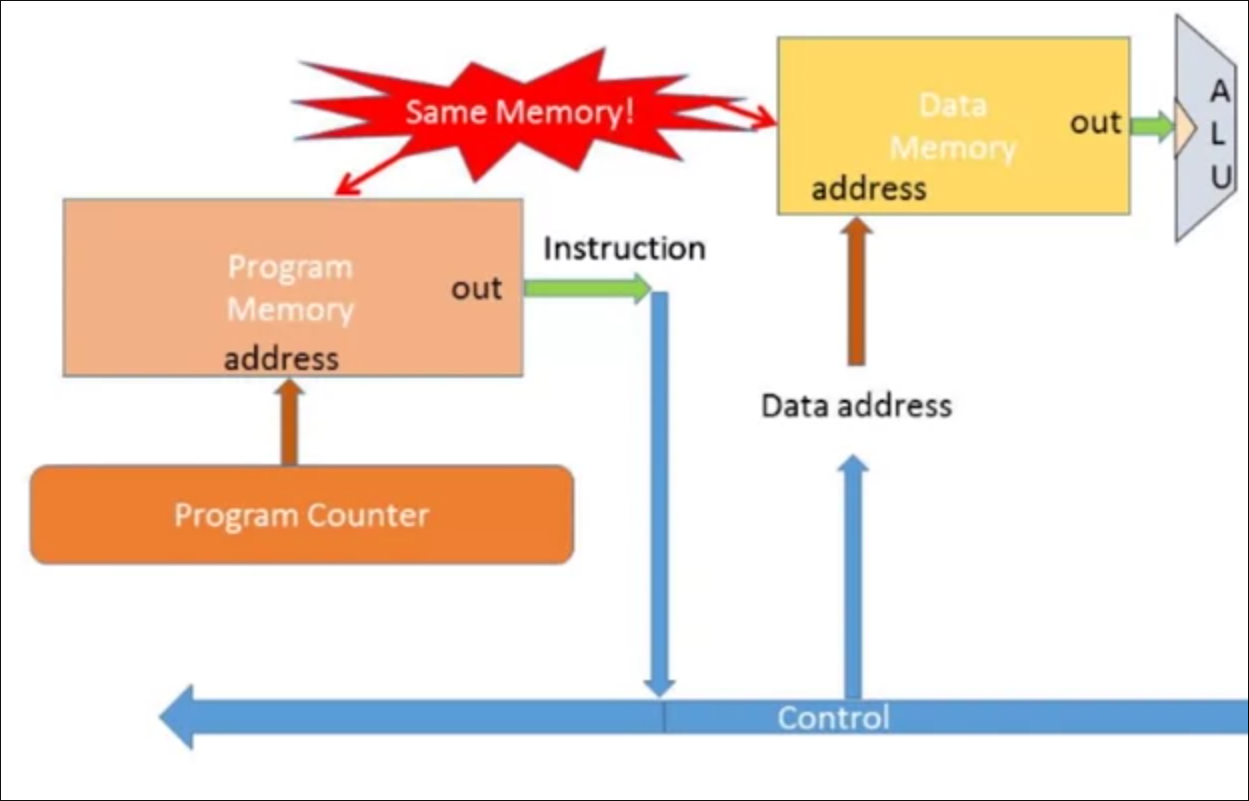 Same Memory!
Data
Memory
out
address
A
L
U
Program
Memory
out
address
Instruction
Data address
Program Counter
Control